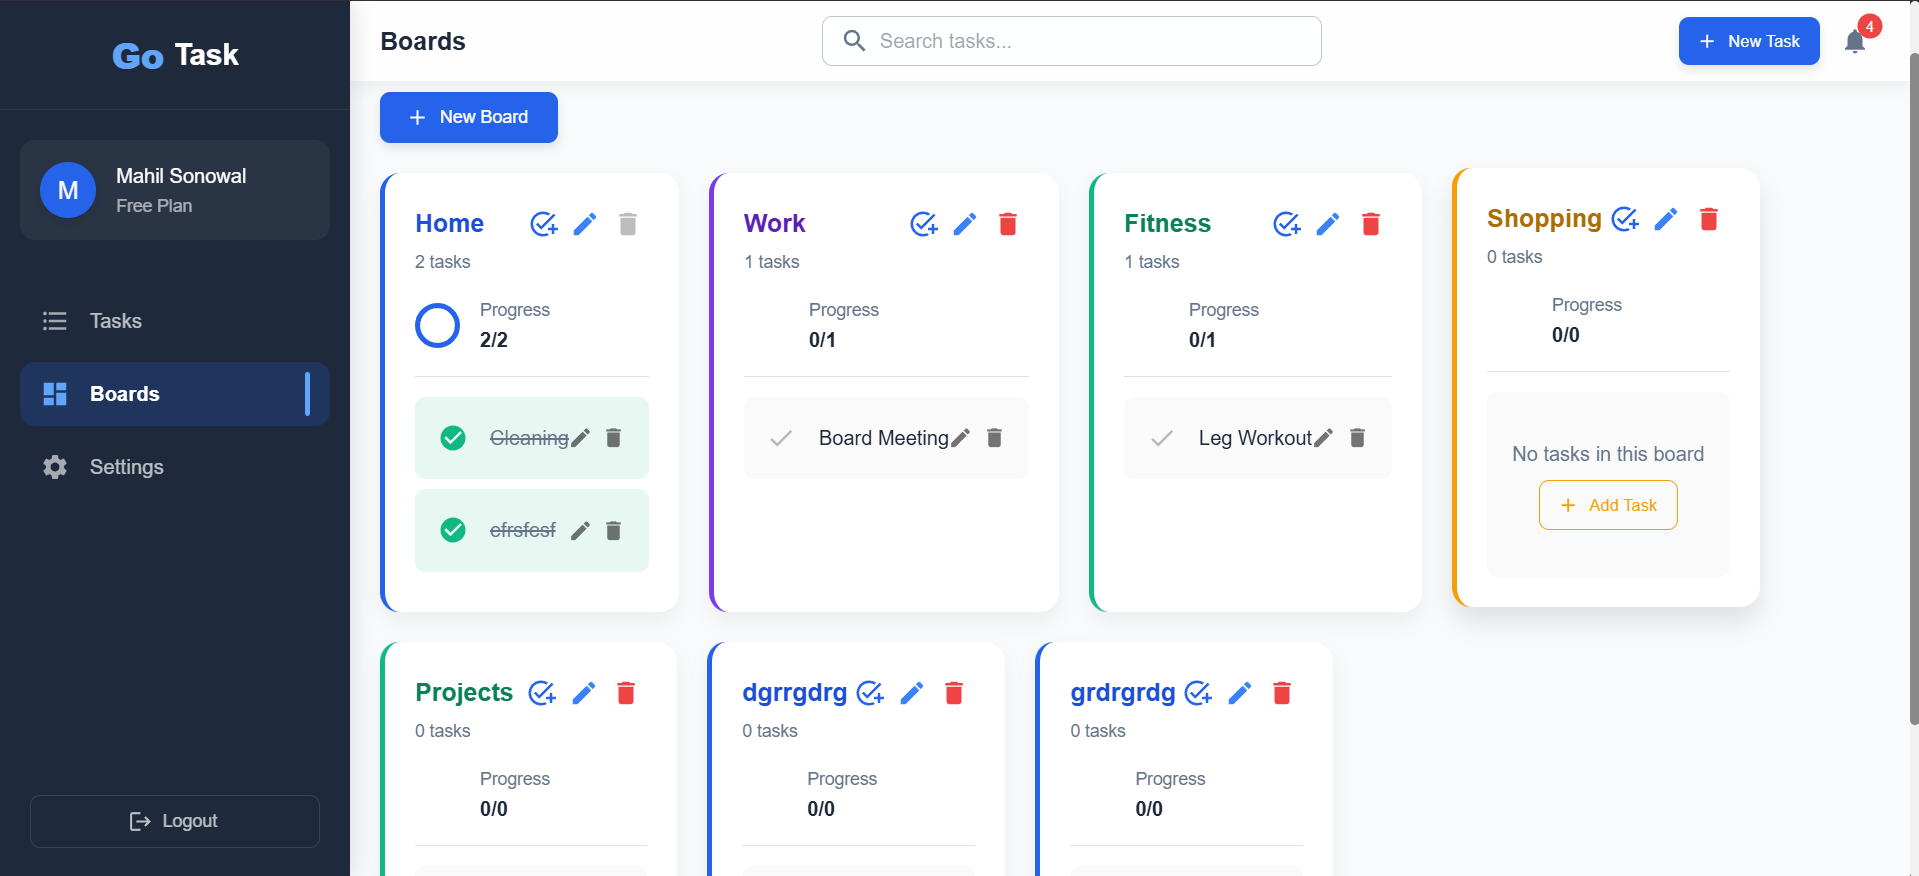 Go Task
Boards
Search tasks...
New Task
4
Mahil Sonowal
Free Plan
M
Tasks
Boards
Settings
Logout
New Board
Home
2 tasks
Progress
2/2
Cleaning
efrsfesf
Work
1 tasks
Progress
0/1
Board Meeting
Fitness
1 tasks
Progress
0/1
Leg Workout
Shopping
0 tasks
Progress
0/0
No tasks in this board
Add Task
Projects
0 tasks
Progress
0/0
dgrrgdrg
0 tasks
Progress
0/0
grdrgrdg
0 tasks
Progress
0/0